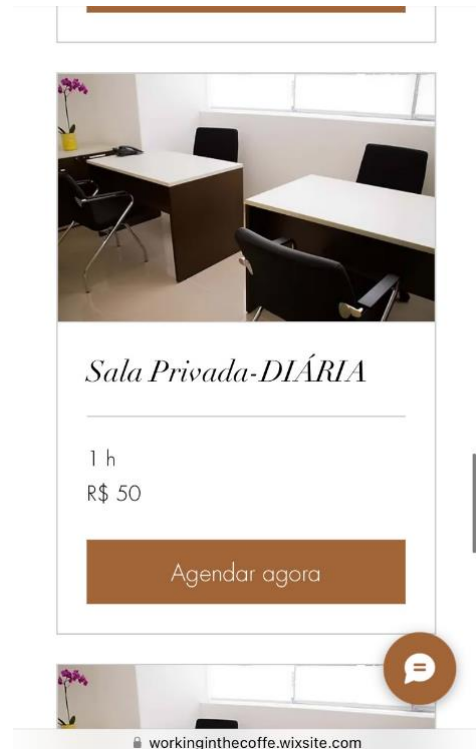 Sala Privada-DIÁRIA
1 h
R$ 50
Agendar agora
workinginthecoffe.wixsite.com